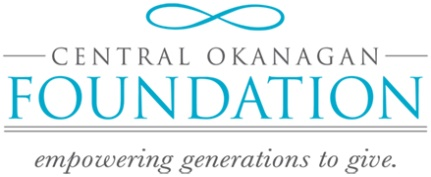 CENTRAL OKANAGAN
FOUNDATION
empowering generations to give.